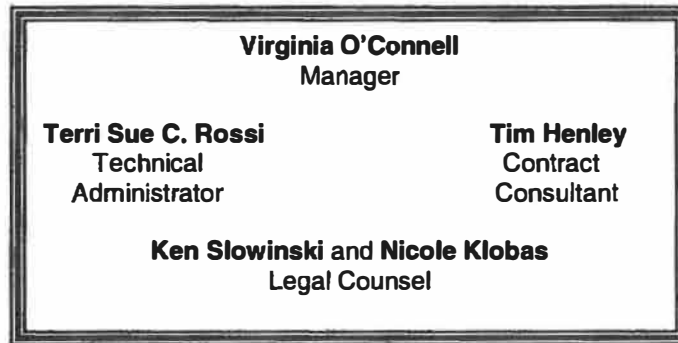 Virginia O'Connell
Manager
Terri Sue C. Rossi
Technical
Administrator
Tim Henley
Contract
Consultant
Ken Slowinski and Nicole Klobas
Legal Counsel